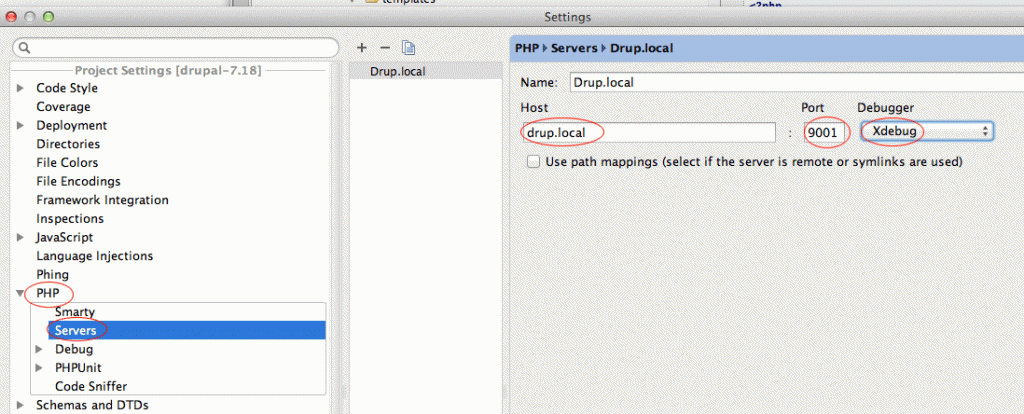 templates
<?php
Settings
Project Settings [drupal-7.18]
Code Style
Coverage
Deployment
Directories
File Colors
File Encodings
Framework Integration
Inspections
JavaScript
Language Injections
Phing
PHP
Smarty
Servers
Debug
PHPUnit
Code Sniffer
Schemas and DTDs
Drup.local
PHP ▸ Servers ▸ Drup.local
Name: Drup.local
Host Port Debugger
drup.local : 9001 Xdebug
Use path mappings (select if the server is remote or symlinks are used)